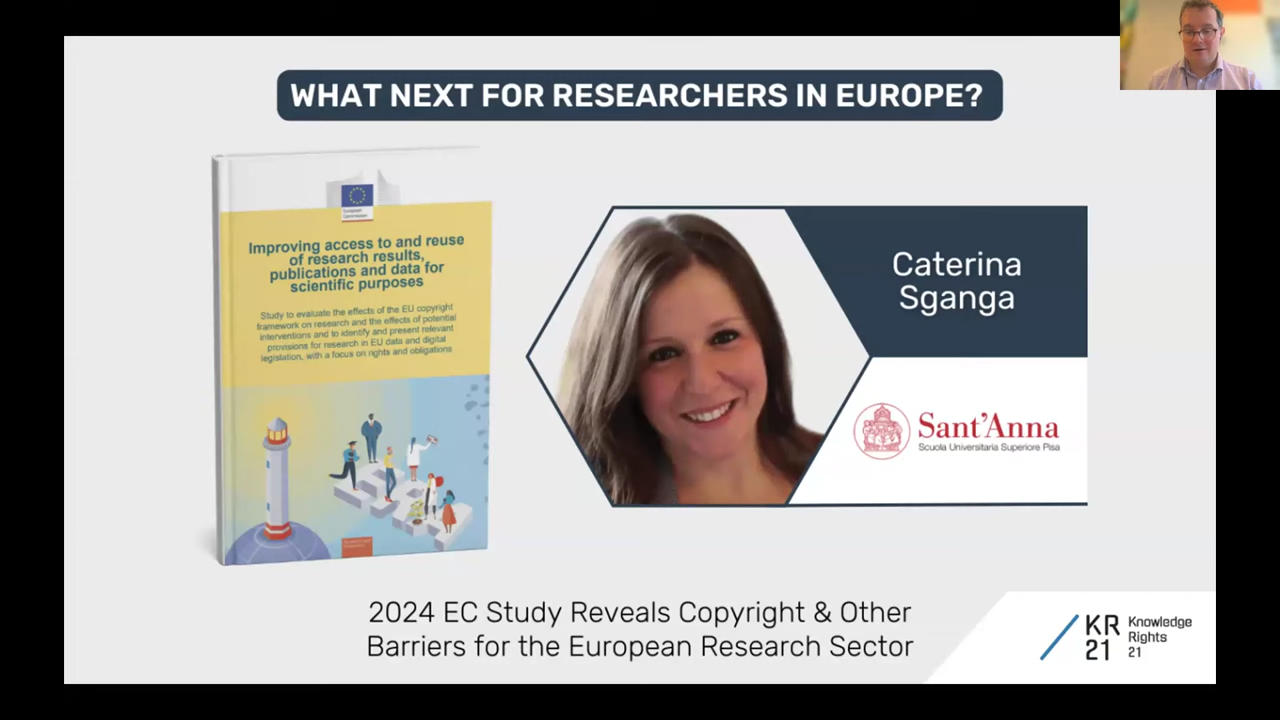 WHAT NEXT FOR RESEARCHERS IN EUROPE?
European
Commission
Improving access to and reuse
of research results,
publications and data for
scientific purposes
Study to evaluate the effects of the EU copyright
framework on research and the effects of potential
interventions and to identify and present relevant
provisions for research in EU data and digital
legislation, with a focus on rights and obligations
Caterina
Sganga
Sant'Anna
Scuola Universitaria Superiore Pisa
2024 EC Study Reveals Copyright & Other
Barriers for the European Research Sector
KR
21
Knowledge
Rights
21